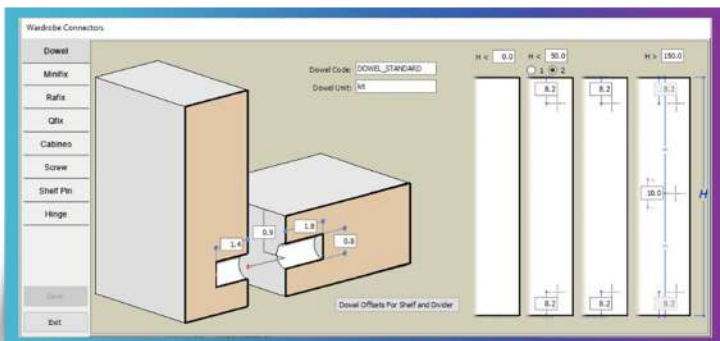 Wardrobe Connectors
Dowel
Minifix
Rafix
Qfix
Cabineo
Screw
Shelf Pin
Hinge
Save
Exit
Dowel Code: DOWEL_STANDARD
Dowel Unit: kit
1.4
0.9
1.8
0.8
Dowel Offsets For Shelf and Divider
H < 0.0
H < 50.0
H > 150.0
1 2
8.2
8.2
8.2
10.0
H
8.2
8.2
8.2